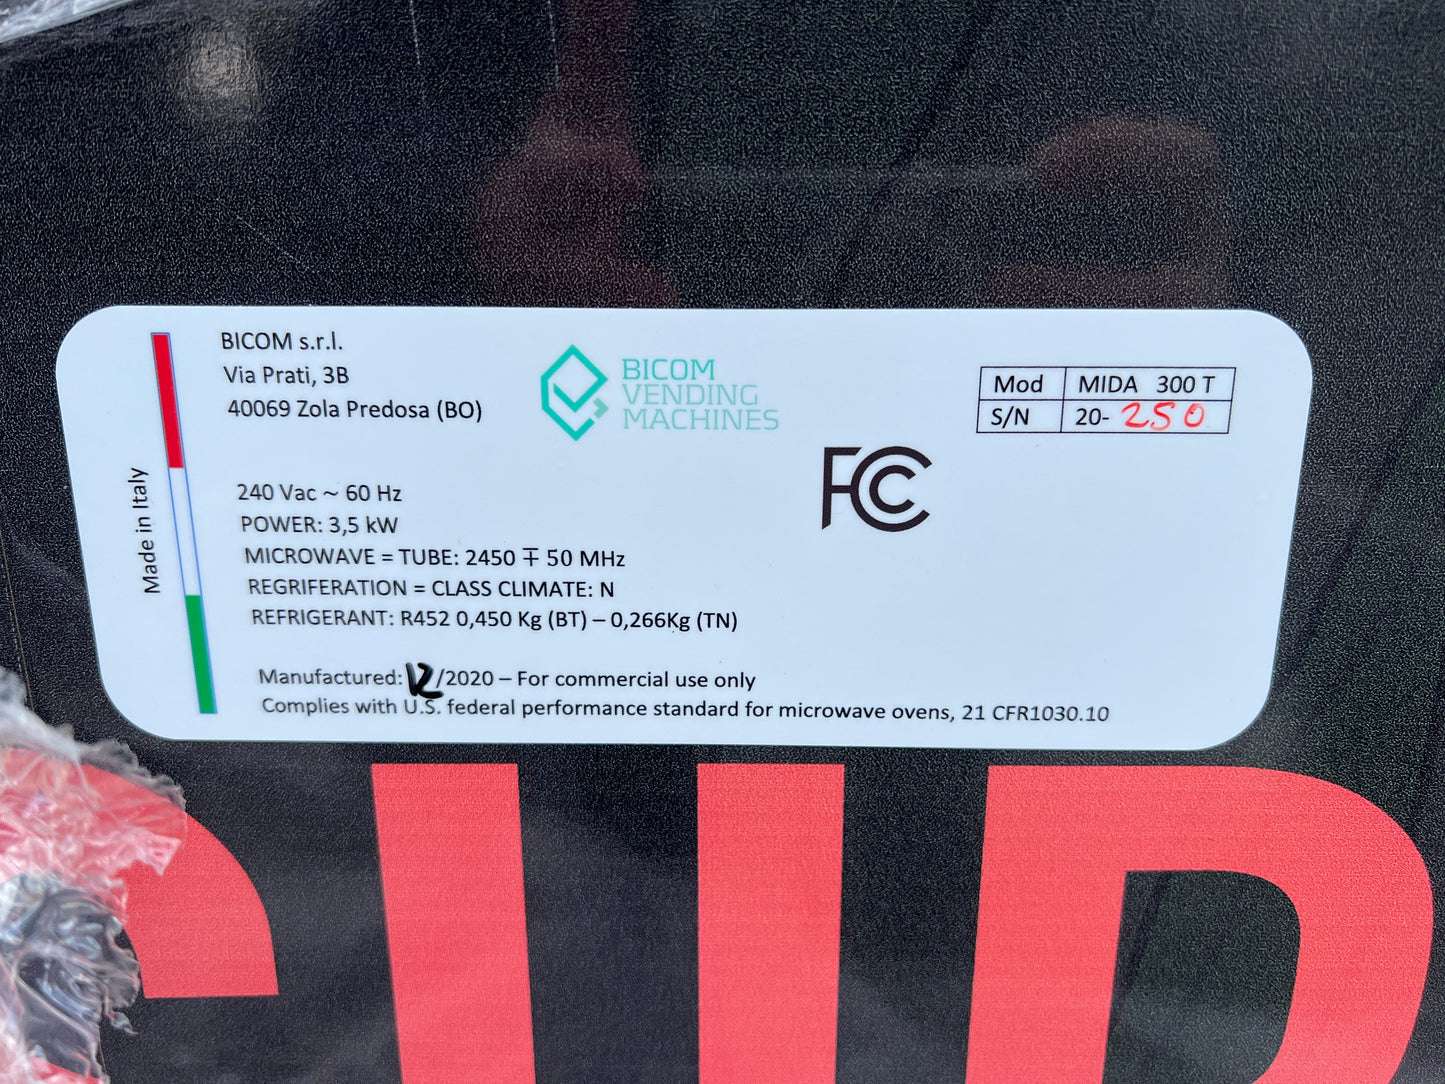 BICOM s.r.l.
Via Prati, 3B
40069 Zola Predosa (BO)
BICOM
VENDING
MACHINES
Mod MIDA 300 T
S/N 20-250
FC
Made in Italy
240 Vac ~ 60 Hz
POWER: 3,5 kW
MICROWAVE = TUBE: 2450 ∓ 50 MHz
REGRIFERATION = CLASS CLIMATE: N
REFRIGERANT: R452 0,450 Kg (BT) – 0,266Kg (TN)
Manufactured: 12/2020 – For commercial use only
Complies with U.S. federal performance standard for microwave ovens, 21 CFR1030.10